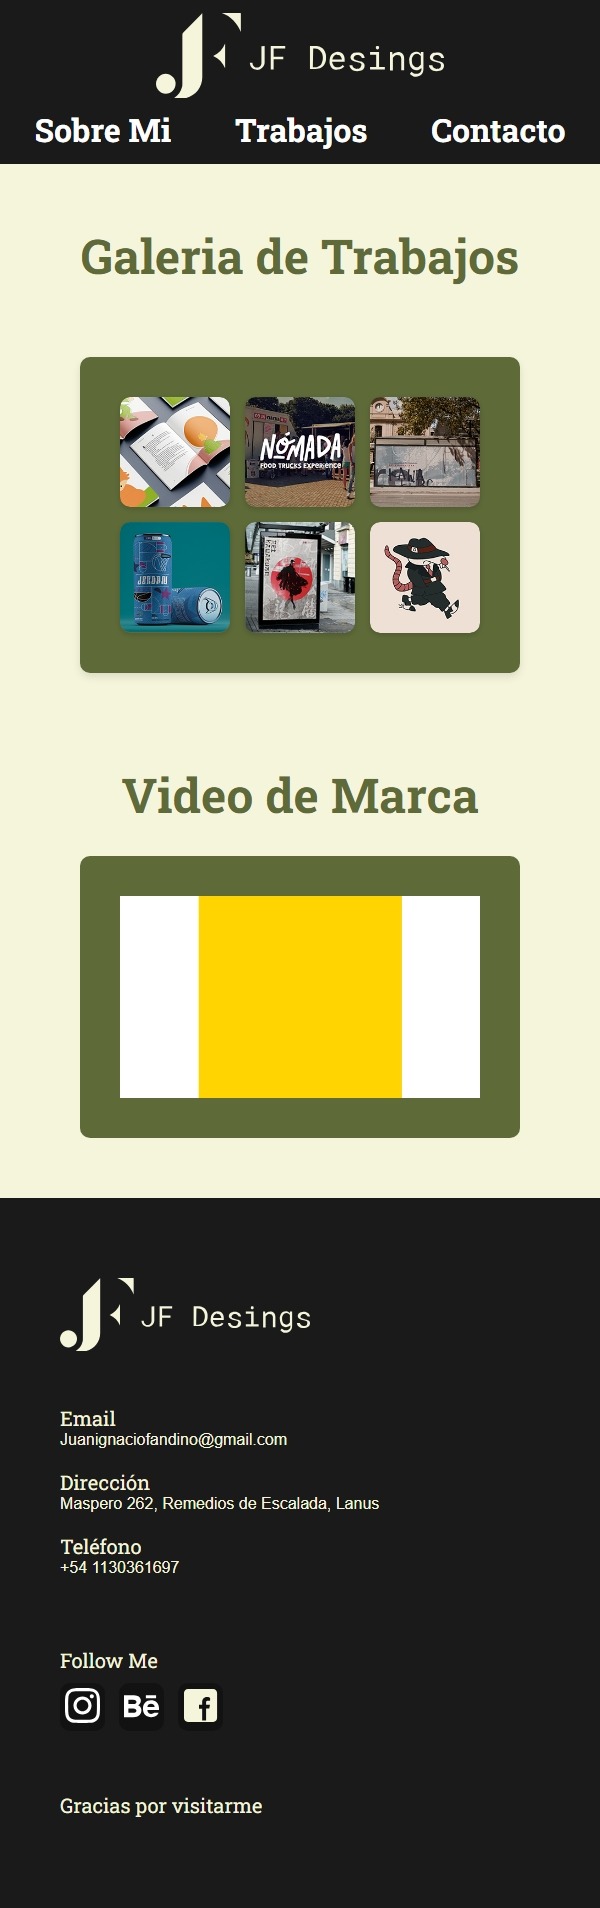 JF Desings
Sobre Mi Trabajos Contacto
Galeria de Trabajos
NÓMADA
FOOD TRUCKS EXPERIENCE
Video de Marca
JF Desings
Email
Juanignaciofandino@gmail.com
Dirección
Maspero 262, Remedios de Escalada, Lanus
Teléfono
+54 1130361697
Follow Me
Bē
Gracias por visitarme